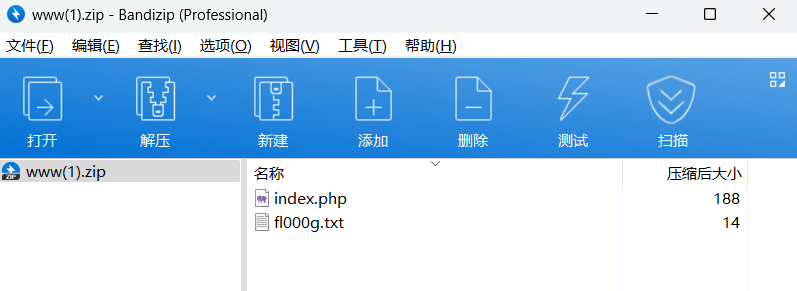 www(1).zip - Bandizip (Professional)
文件(F) 编辑(E) 查找(I) 选项(O) 视图(V) 工具(T) 帮助(H)
打开 解压 新建 添加 删除 测试 扫描
www(1).zip
名称 压缩后大小
index.php 188
fl000g.txt 14
ZIP